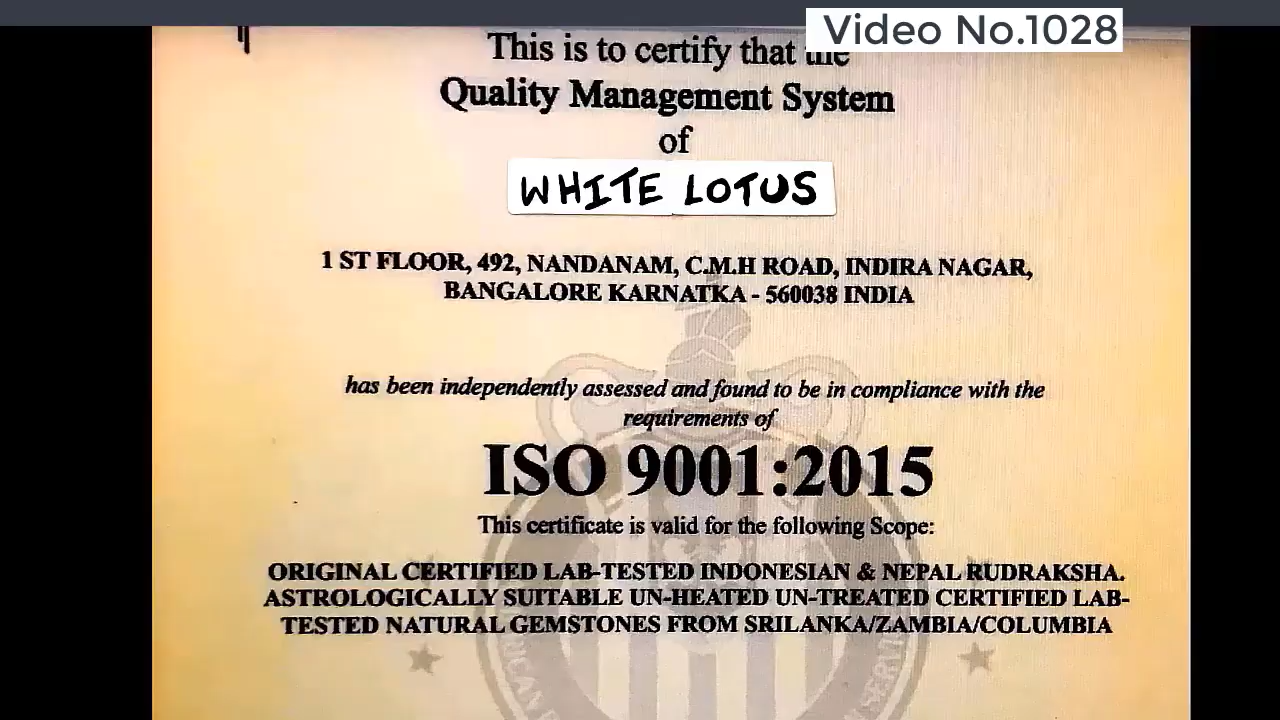 Video No.1028
This is to certify that the
Quality Management System
of
WHITE LOTUS
1 ST FLOOR, 492, NANDANAM, C.M.H ROAD, INDIRA NAGAR,
BANGALORE KARNATKA - 560038 INDIA
has been independently assessed and found to be in compliance with the
requirements of
ISO 9001:2015
This certificate is valid for the following Scope:
ORIGINAL CERTIFIED LAB-TESTED INDONESIAN & NEPAL RUDRAKSHA.
ASTROLOGICALLY SUITABLE UN-HEATED UN-TREATED CERTIFIED LAB-
TESTED NATURAL GEMSTONES FROM SRILANKA/ZAMBIA/COLUMBIA